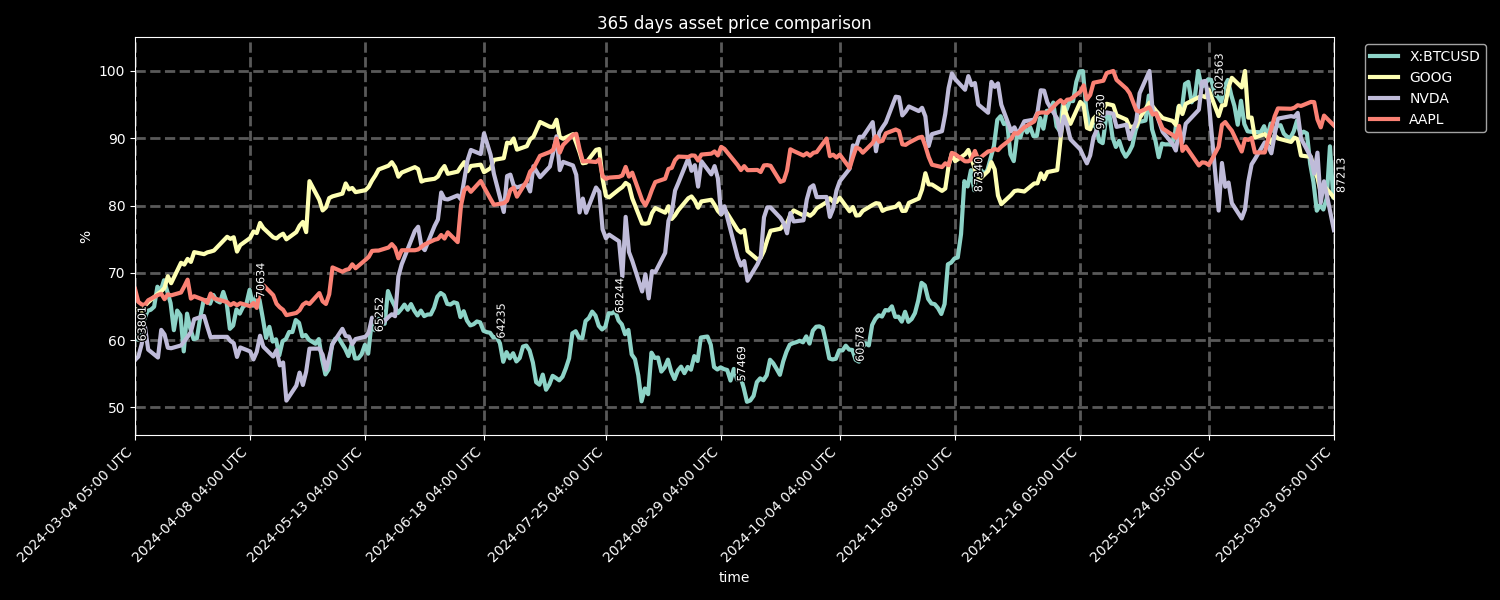 365 days asset price comparison
X:BTCUSD
GOOG
NVDA
AAPL
%
100
90
80
70
60
50
63801
70634
65252
64235
68244
57469
60578
87340
97230
102563
87213
2024-03-04 05:00 UTC
2024-04-08 04:00 UTC
2024-05-13 04:00 UTC
2024-06-18 04:00 UTC
2024-07-25 04:00 UTC
2024-08-29 04:00 UTC
2024-10-04 04:00 UTC
2024-11-08 05:00 UTC
2024-12-16 05:00 UTC
2025-01-24 05:00 UTC
2025-03-03 05:00 UTC
time